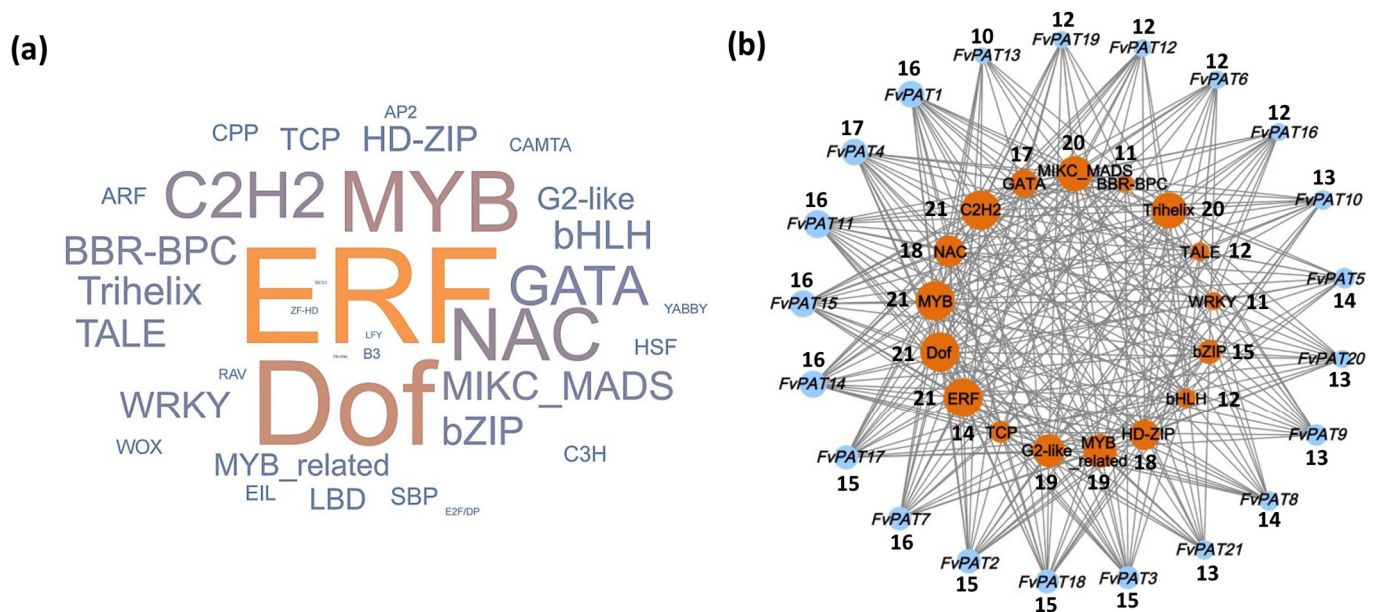 (a)
AP2
CPP
TCP
HD-ZIP
CAMTA
ARF
C2H2
MYB
G2-like
bHLH
BBR-BPC
ERF
GATA
Trihelix
ZF-HD
YABBY
TALE
LFY
NAC
HSF
B3
RAV
Dof
MIKC_MADS
WRKY
bZIP
WOX
MYB_related
C3H
EIL
LBD
SBP
E2F/DP
(b)
12
FvPAT19
12
FvPAT12
12
FvPAT6
12
FvPAT16
13
FvPAT10
FvPAT5
14
FvPAT20
13
FvPAT9
13
FvPAT8
14
FvPAT21
13
FvPAT3
15
FvPAT18
15
FvPAT2
15
FvPAT7
16
FvPAT17
15
16
FvPAT14
16
FvPAT15
16
FvPAT11
17
FvPAT4
16
FvPAT1
10
FvPAT13
20
MIKC_MADS
11
BBR-BPC
Trihelix
20
TALE 12
WRKY 11
bZIP 15
bHLH 12
HD-ZIP
18
MYB
_related
19
G2-like
19
TCP
14
21 ERF
21 Dof
21 MYB
18 NAC
21 C2H2
17
GATA